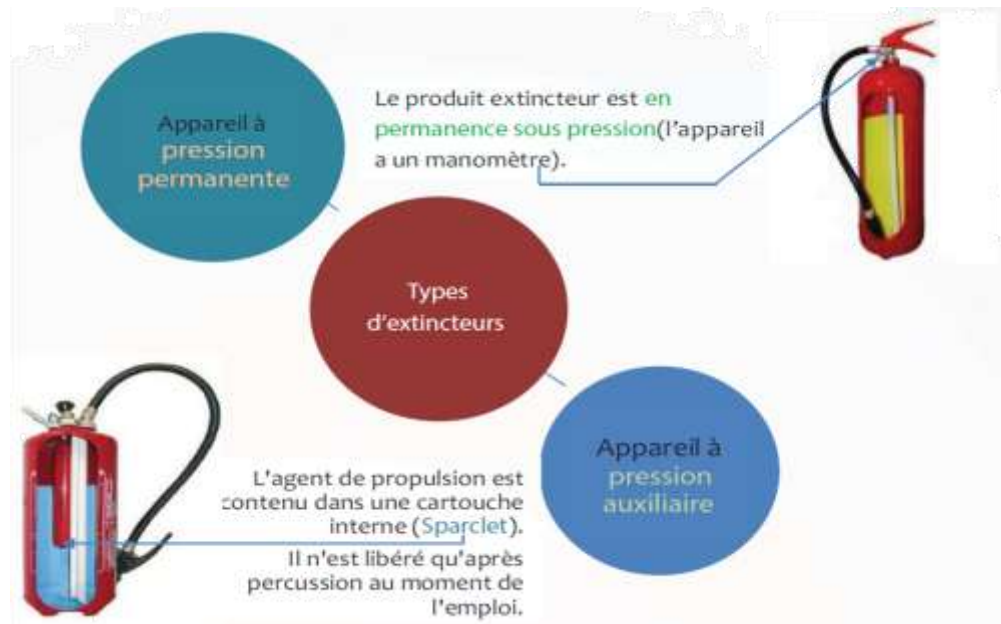 Appareil à
pression
permanente
Le produit extincteur est en
permanence sous pression(l'appareil
a un manomètre).
Types
d'extincteurs
Appareil à
pression
auxiliaire
L'agent de propulsion est
contenu dans une cartouche
interne (Sparclet).
Il n'est libéré qu'après
percussion au moment de
l'emploi.